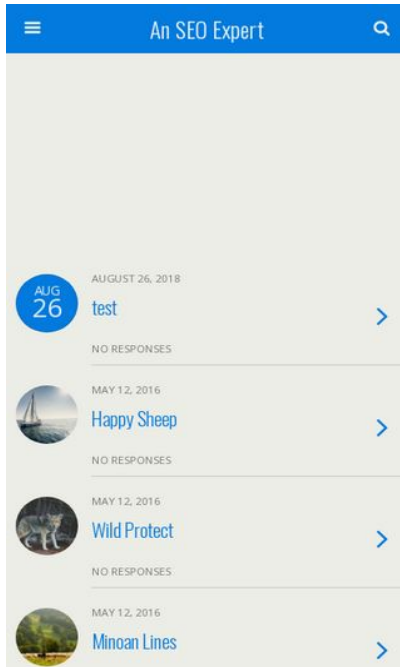 An SEO Expert
AUGUST 26, 2018
AUG
26
test
NO RESPONSES
MAY 12, 2016
Happy Sheep
NO RESPONSES
MAY 12, 2016
Wild Protect
NO RESPONSES
MAY 12, 2016
Minoan Lines